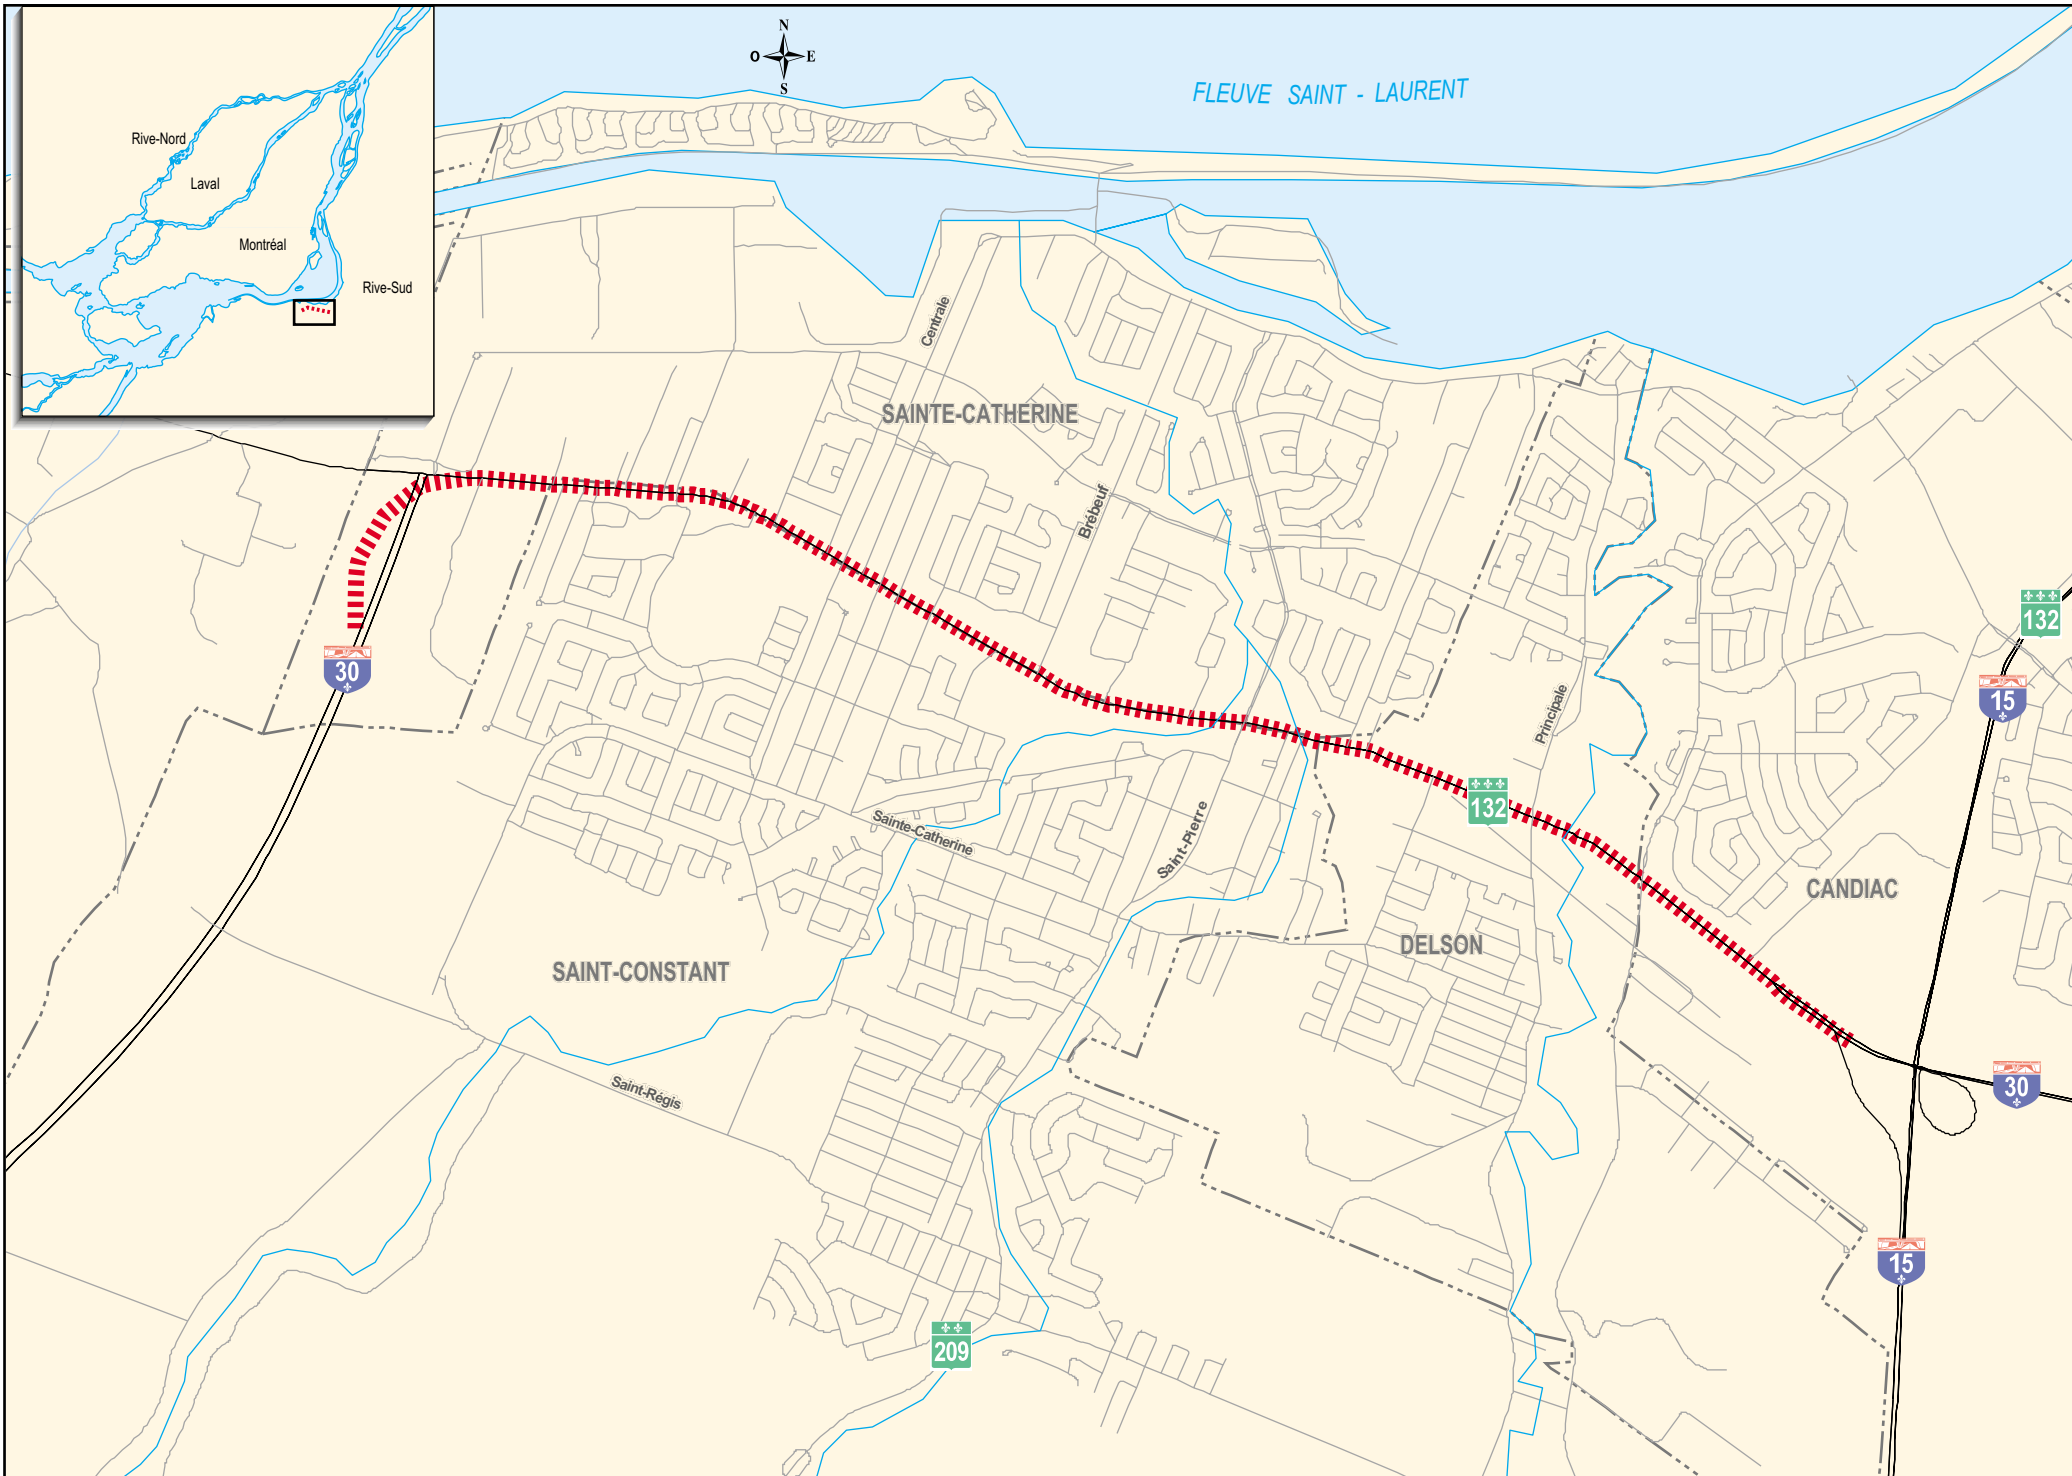 N
O E
S
FLEUVE SAINT - LAURENT
Rive-Nord
Laval
Montréal
Rive-Sud
Centrale
SAINTE-CATHERINE
Brébeuf
30
132
15
Principale
132
Sainte-Catherine
Saint-Pierre
CANDIAC
DELSON
SAINT-CONSTANT
Saint-Régis
30
15
209